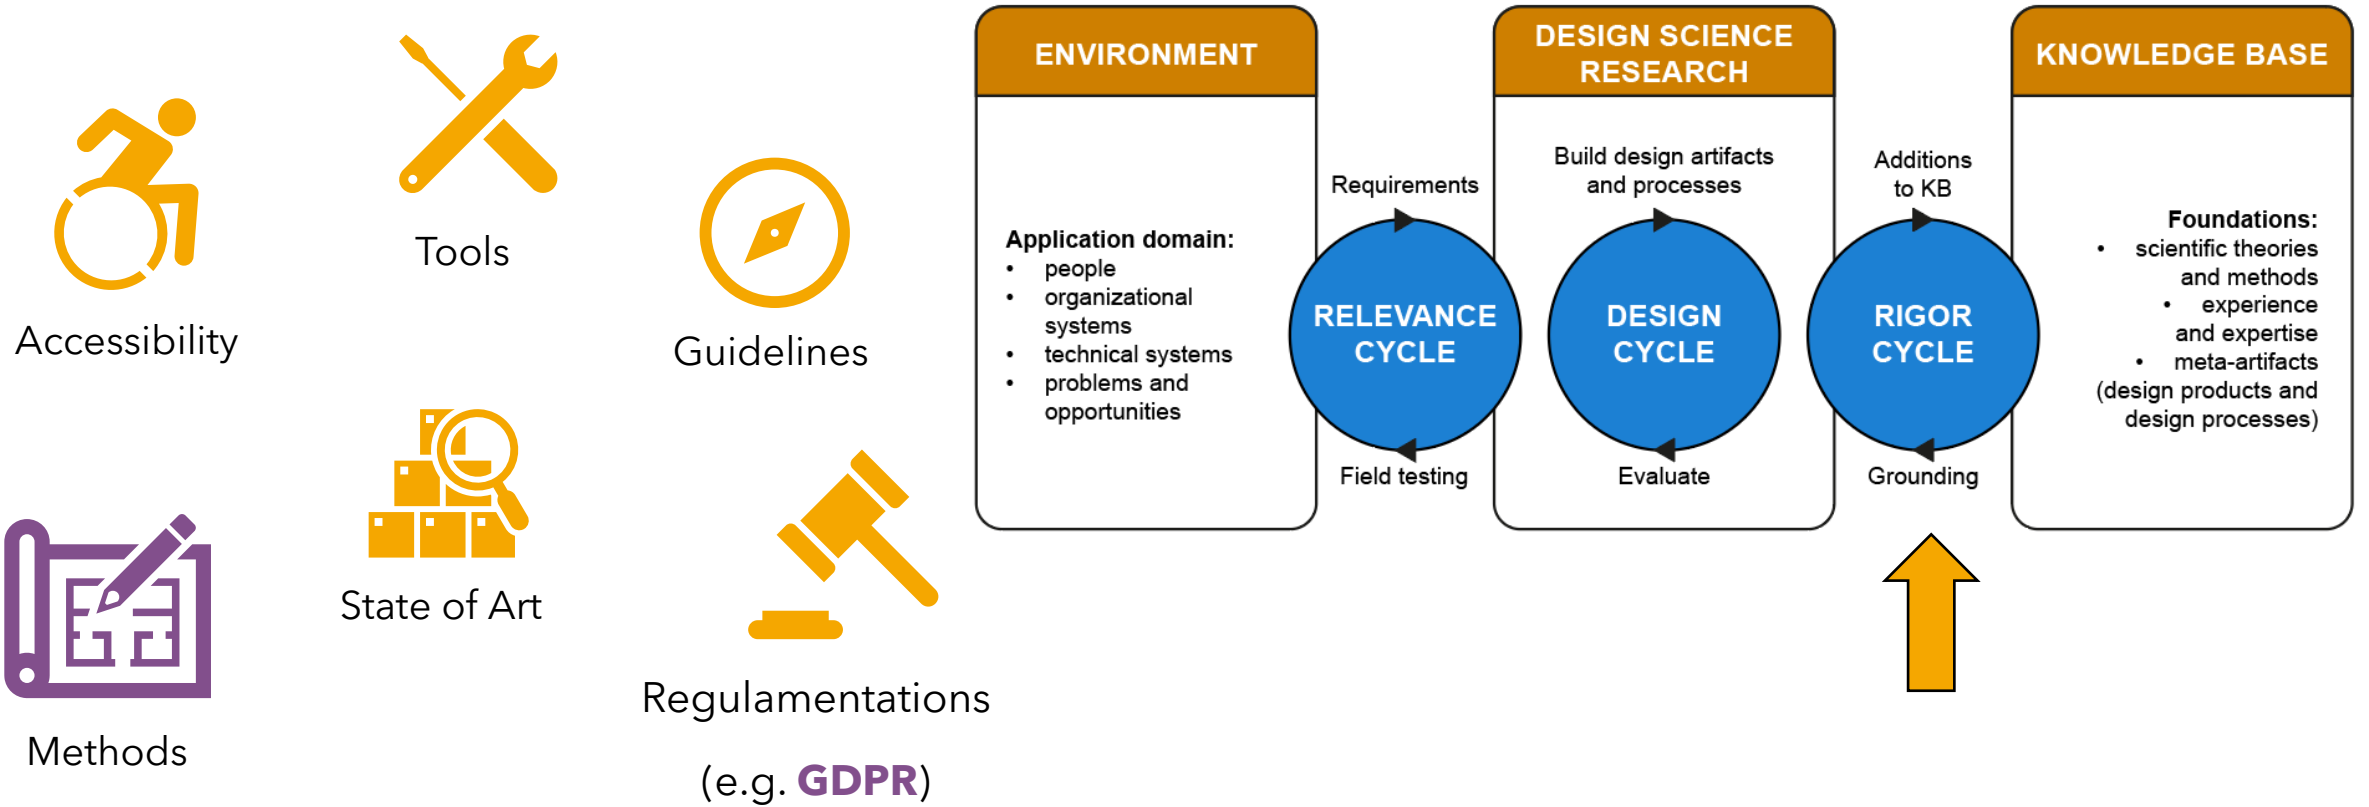 Accessibility
Tools
Guidelines
Methods
State of Art
Regulamentations
(e.g. GDPR)
ENVIRONMENT
Application domain:
• people
• organizational
systems
• technical systems
• problems and
opportunities
Requirements
RELEVANCE
CYCLE
Field testing
DESIGN SCIENCE
RESEARCH
Build design artifacts
and processes
DESIGN
CYCLE
Evaluate
Additions
to KB
RIGOR
CYCLE
Grounding
KNOWLEDGE BASE
Foundations:
• scientific theories
and methods
• experience
and expertise
• meta-artifacts
(design products and
design processes)